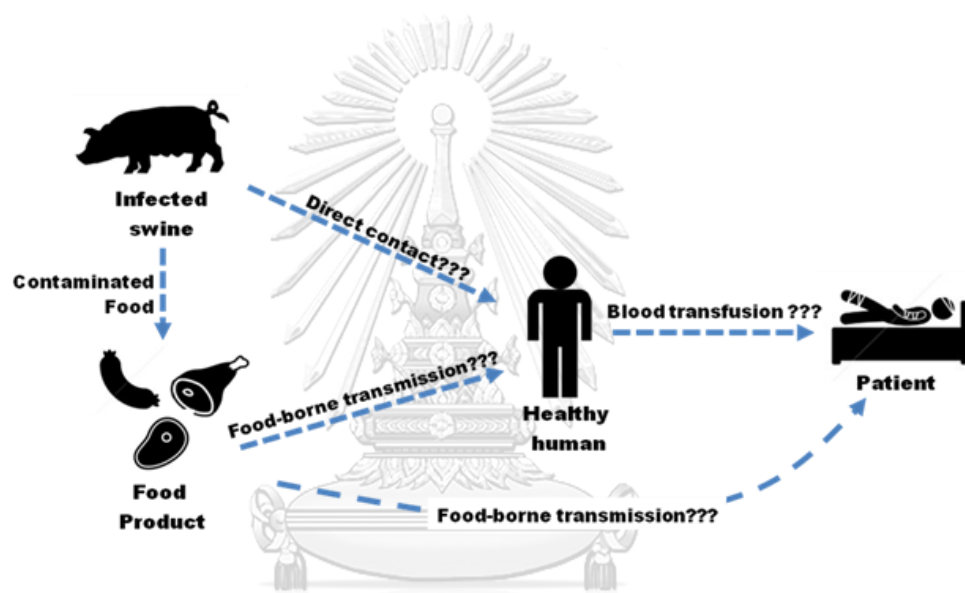 Infected
swine
Direct contact???
Contaminated
Food
Blood transfusion ???
Food-borne transmission???
Patient
Healthy
human
Food
Product
Food-borne transmission???